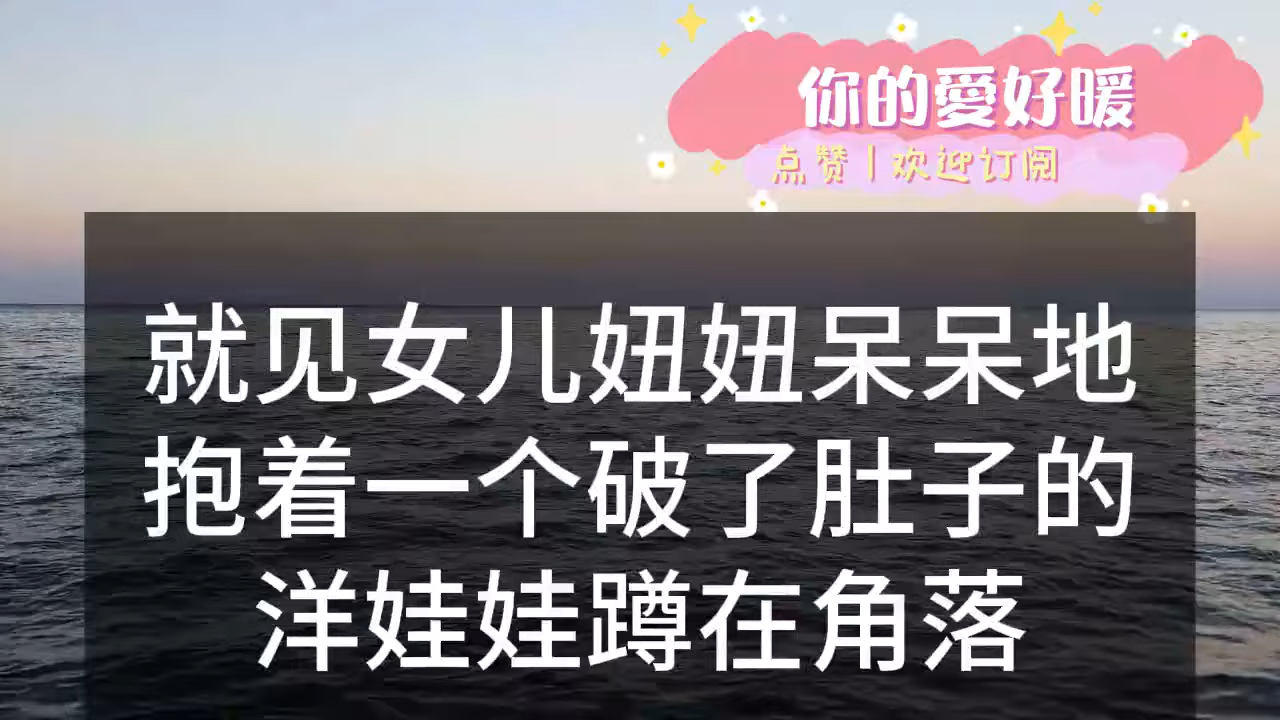 你的愛好暖
点赞|欢迎订阅
就见女儿妞妞呆呆地
抱着一个破了肚子的
洋娃娃蹲在角落